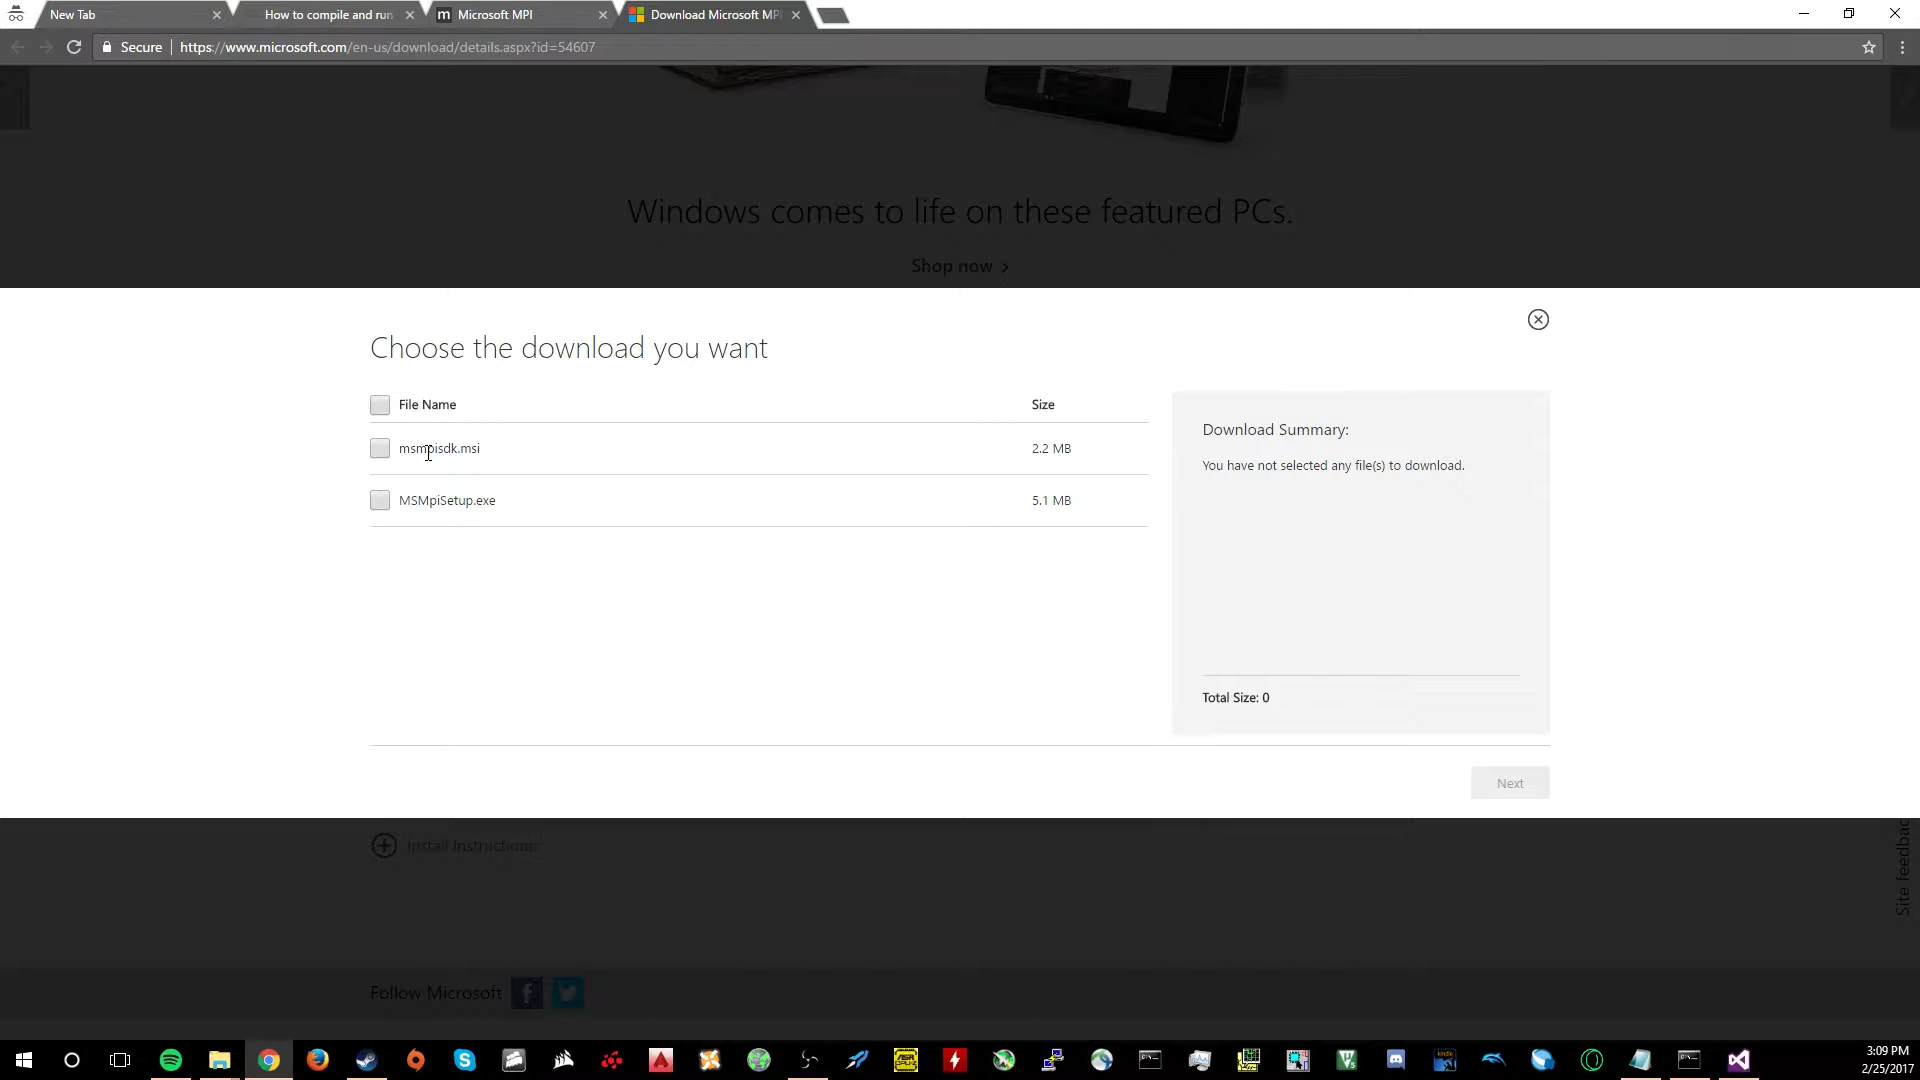 New Tab
How to compile and run
Microsoft MPI
Download Microsoft MPI
Secure
https://www.microsoft.com/en-us/download/details.aspx?id=54607
Windows comes to life on these featured PCs.
Shop now
Choose the download you want
File Name
Size
msmpisdk.msi
2.2 MB
MSMpiSetup.exe
5.1 MB
Download Summary:
You have not selected any file(s) to download.
Total Size: 0
Next
Install Instructions
Site feedbac
Follow Microsoft
3:09 PM
2/25/2017